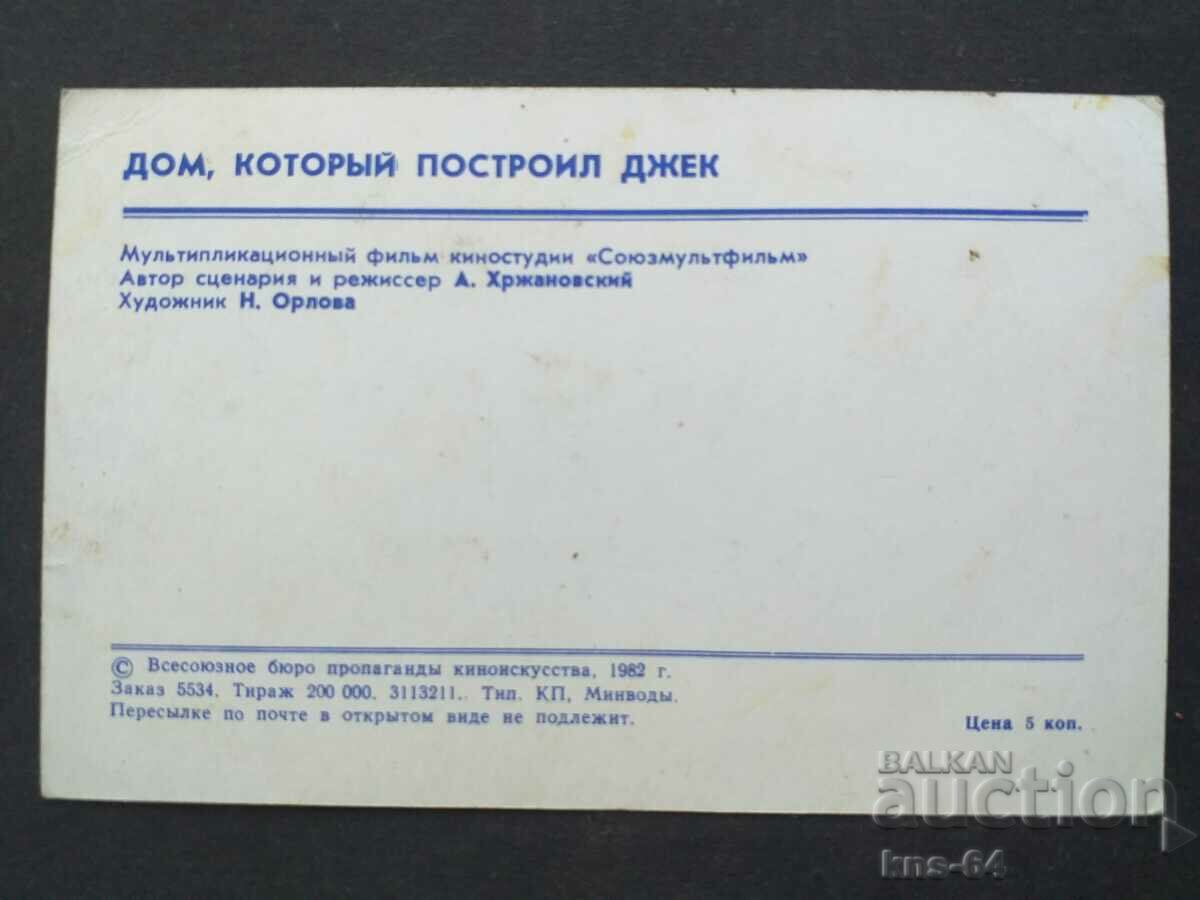 ДОМ, КОТОРЫЙ ПОСТРОИЛ ДЖЕК
Мультипликационный фильм киностудии «Союзмультфильм»
Автор сценария и режиссер А. Хржановский
Художник Н. Орлова
© Всесоюзное бюро пропаганды киноискусства, 1982 г.
Заказ 5534. Тираж 200 000. 3113211. Тип. КП, Минводы.
Пересылке по почте в открытом виде не подлежит.
Цена 5 коп.
BALKAN
auction
kns-64